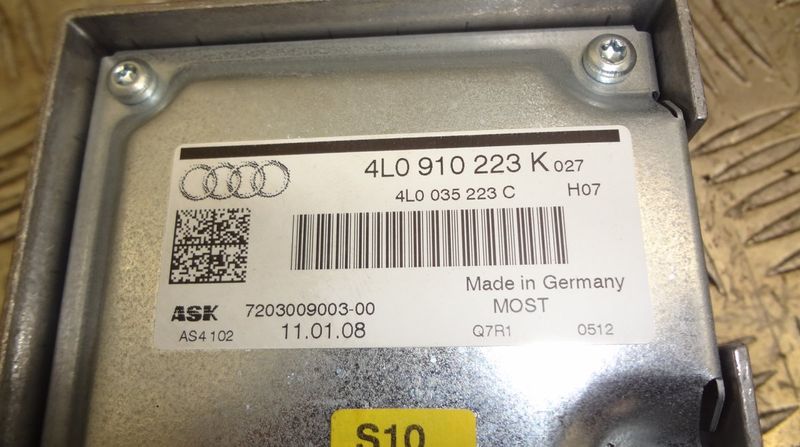 4L0 910 223 K 027
4L0 035 223 C H07
Made in Germany
ASK 7203009003-00 MOST
AS4 102 11.01.08 Q7R1 0512
S10